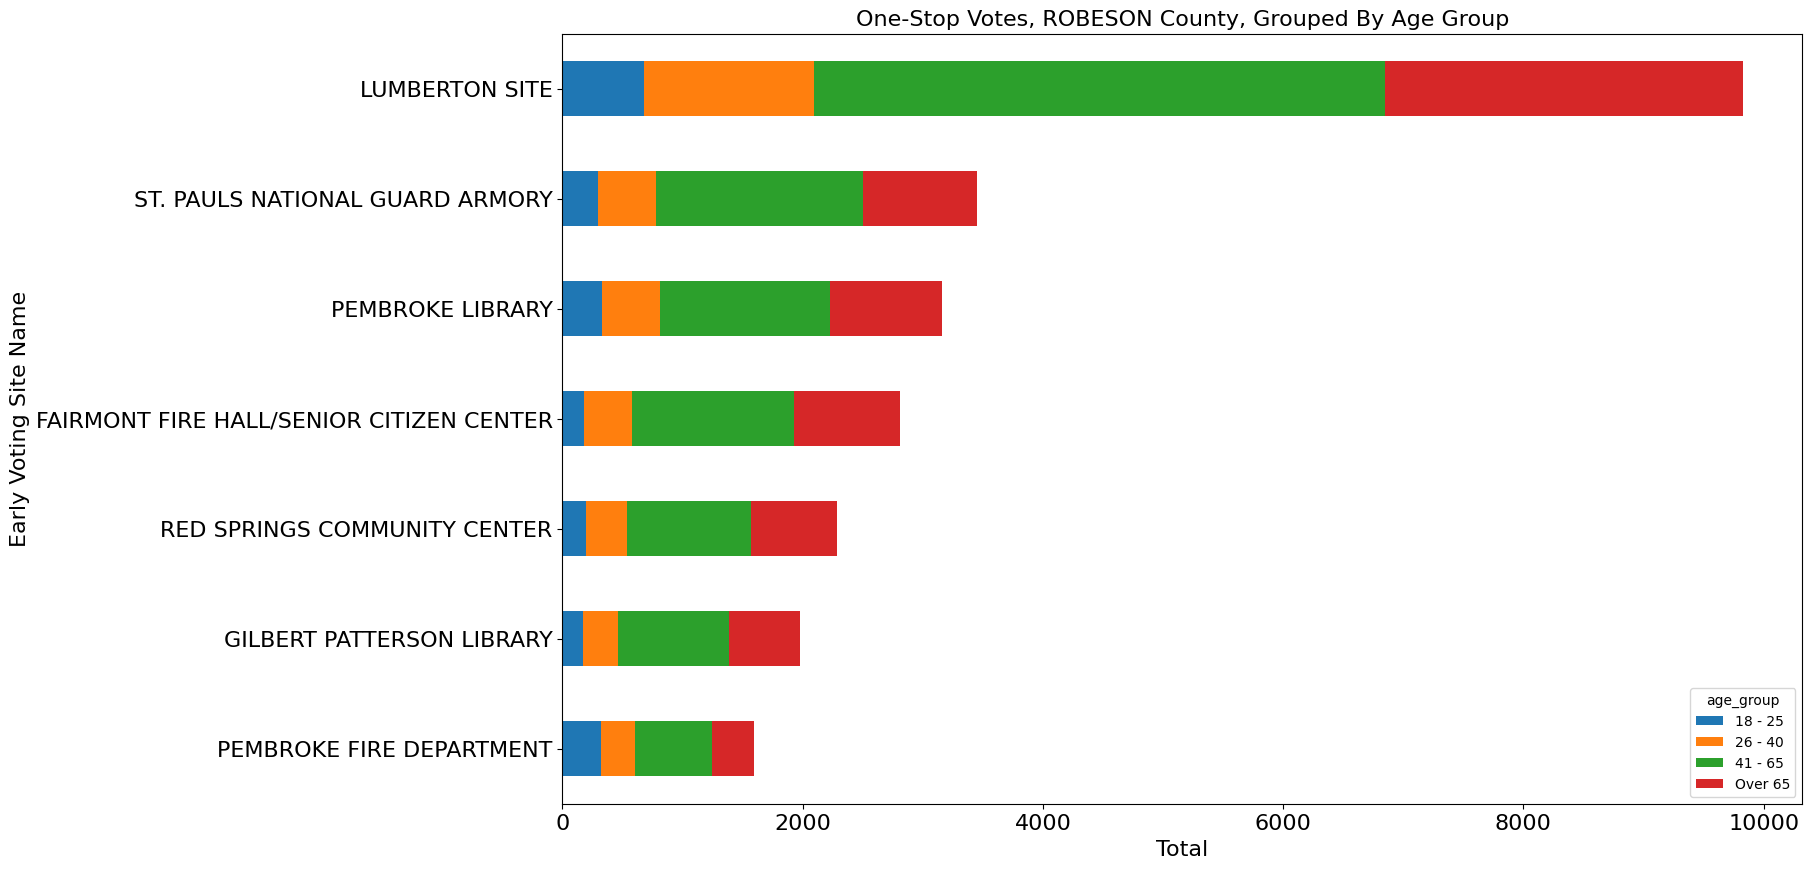 One-Stop Votes, ROBESON County, Grouped By Age Group
Early Voting Site Name
LUMBERTON SITE
ST. PAULS NATIONAL GUARD ARMORY
PEMBROKE LIBRARY
FAIRMONT FIRE HALL/SENIOR CITIZEN CENTER
RED SPRINGS COMMUNITY CENTER
GILBERT PATTERSON LIBRARY
PEMBROKE FIRE DEPARTMENT
age_group
18 - 25
26 - 40
41 - 65
Over 65
0 2000 4000 6000 8000 10000
Total